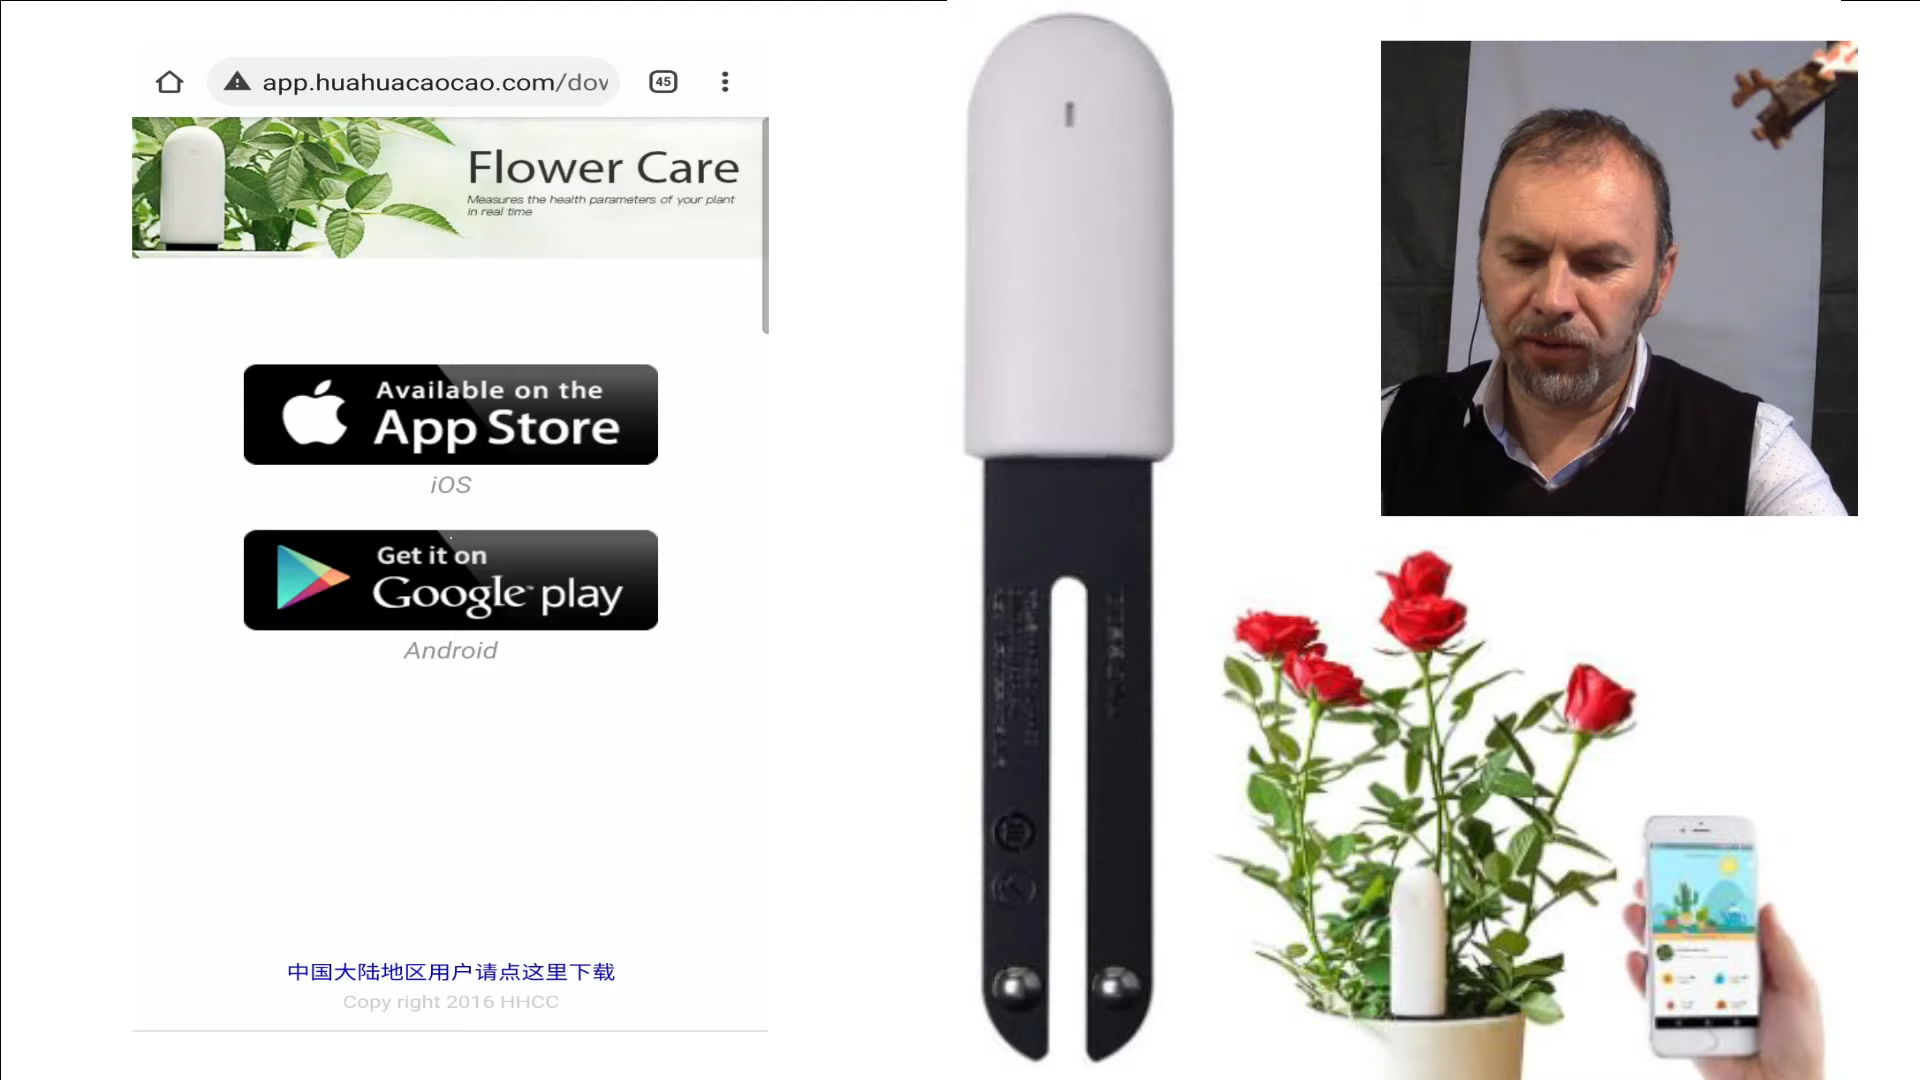 app.huahuacaocao.com/dov
45
Flower Care
Measures the health parameters of your plant
in real time
Available on the
App Store
iOS
Get it on
Google play
Android
中国大陆地区用户请点这里下载
Copy right 2016 HHCC